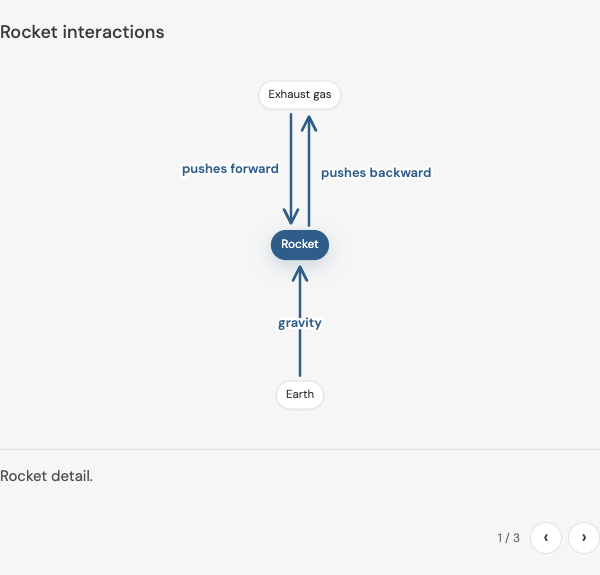 Rocket interactions
Exhaust gas
pushes forward
pushes backward
Rocket
gravity
Earth
Rocket detail.
1 / 3
‹ ›